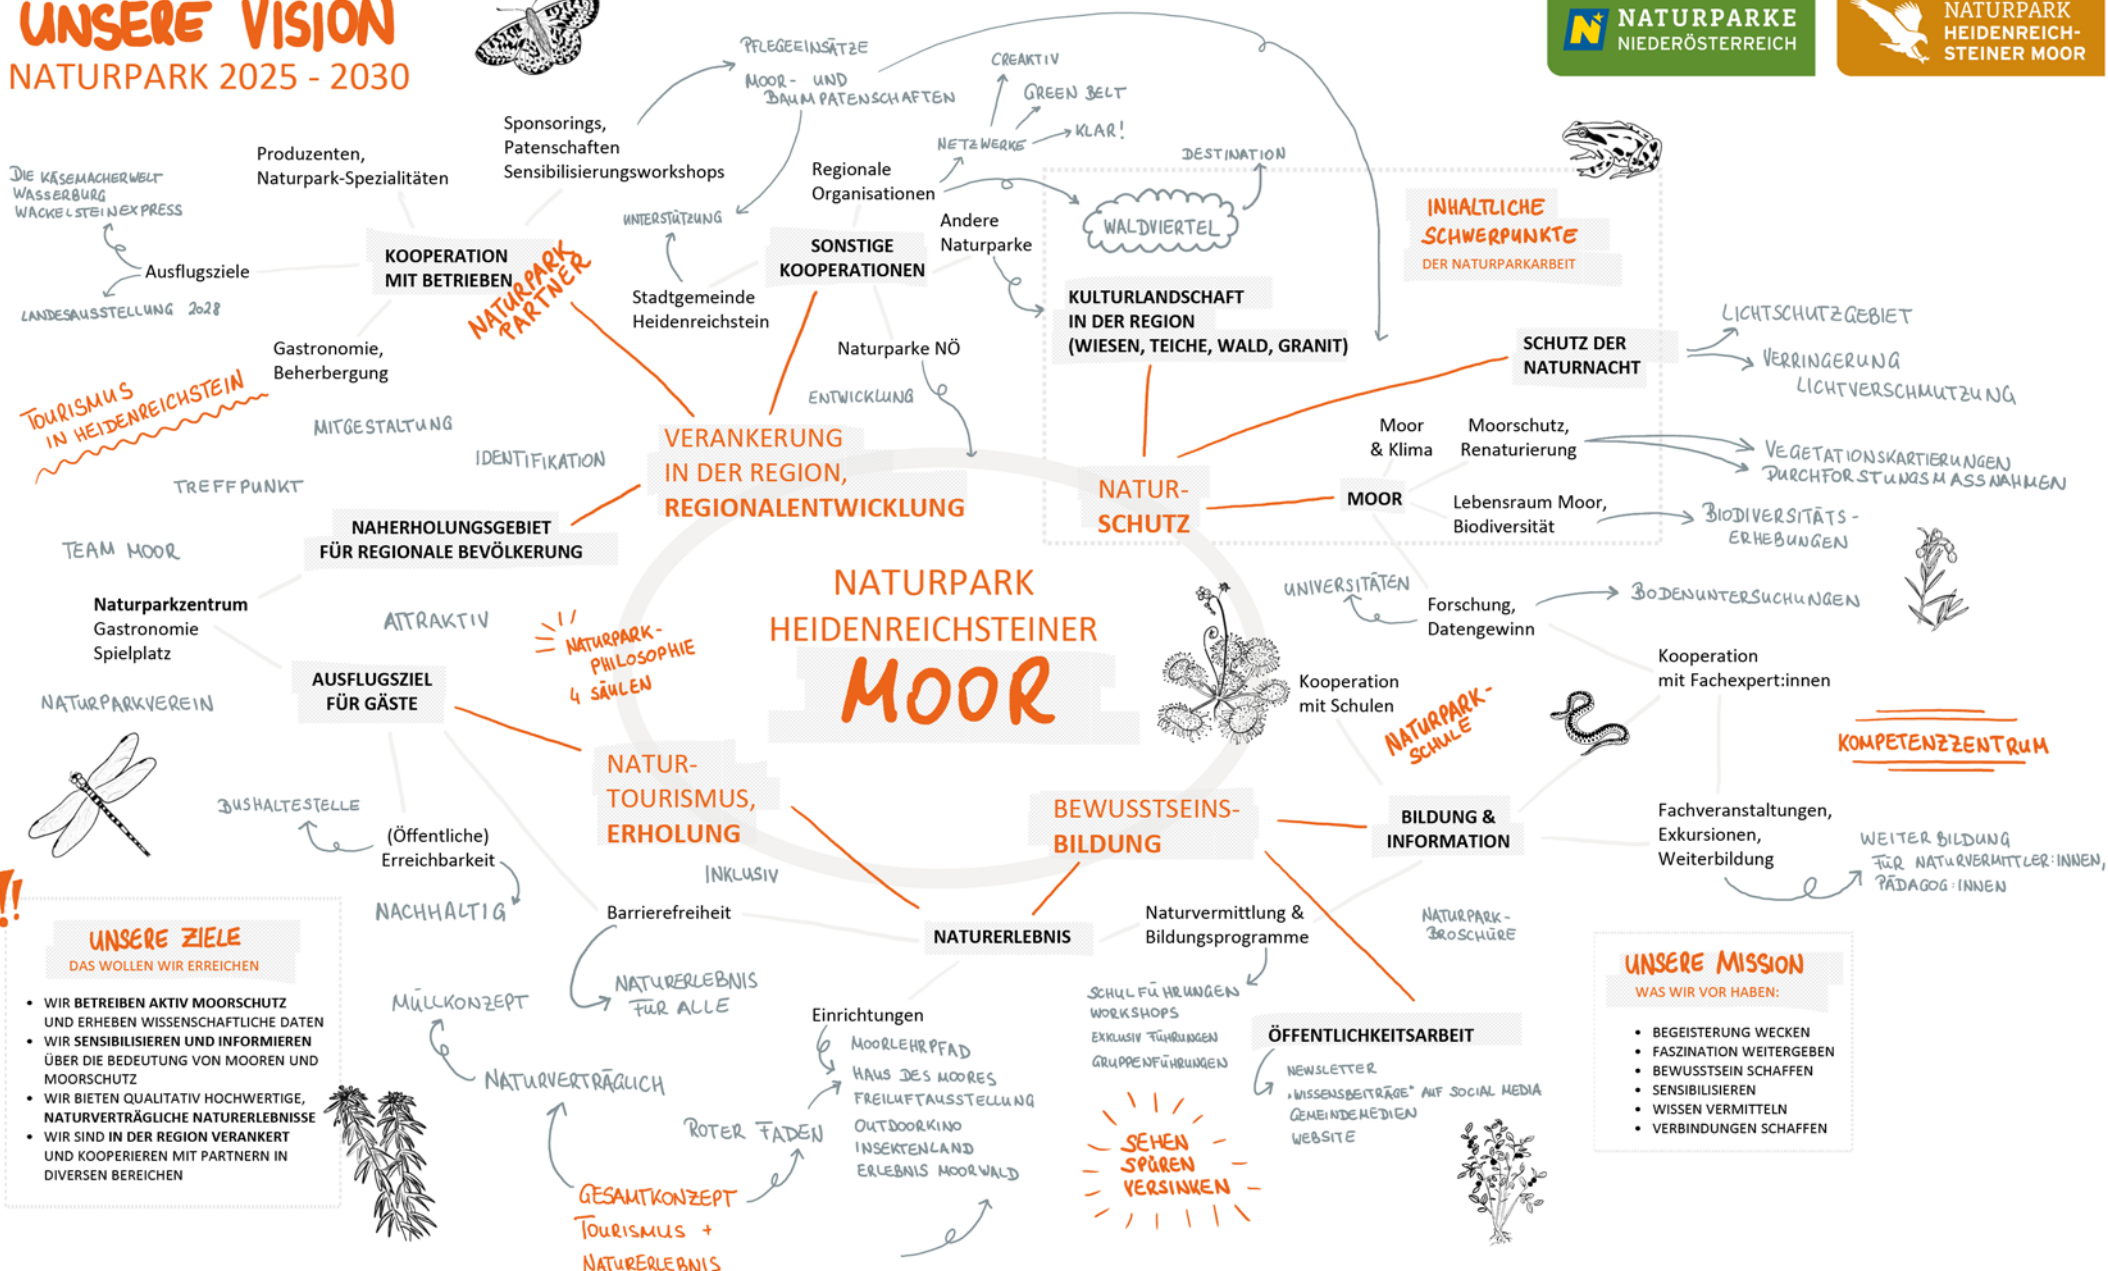 UNSERE VISION
NATURPARK 2025 - 2030
NATURPARKE
NIEDERÖSTERREICH
NATURPARK
HEIDENREICH-
STEINER MOOR
PFLEGEEINSÄTZE
MOOR- UND
BAUMPATENSCHAFTEN
CREAKTIV
GREEN BELT
KLAR!
NETZWERKE
DESTINATION
WALDVIERTEL
Sponsorings,
Patenschaften
Sensibilisierungsworkshops
Produzenten,
Naturpark-Spezialitäten
DIE KÄSEMACHERWELT
WASSERBURG
WACKELSTEINEXPRESS
Ausflugsziele
LANDESAUSSTELLUNG 2028
KOOPERATION
MIT BETRIEBEN
NATURPARK
PARTNER
Gastronomie,
Beherbergung
TOURISMUS
IN HEIDENREICHSTEIN
UNTERSTÜTZUNG
Stadtgemeinde
Heidenreichstein
Regionale
Organisationen
Andere
Naturparke
SONSTIGE
KOOPERATIONEN
Naturparke NÖ
ENTWICKLUNG
INHALTLICHE
SCHWERPUNKTE
DER NATURPARKARBEIT
KULTURLANDSCHAFT
IN DER REGION
(WIESEN, TEICHE, WALD, GRANIT)
SCHUTZ DER
NATURNACHT
LICHTSCHUTZGEBIET
VERRINGERUNG
LICHTVERSCHMUTZUNG
Moor
& Klima
Moorschutz,
Renaturierung
VEGETATIONSKARTIERUNGEN
DURCHFORSTUNGSMASSNAHMEN
MOOR
Lebensraum Moor,
Biodiversität
BIODIVERSITÄTS-
ERHEBUNGEN
MITGESTALTUNG
IDENTIFIKATION
TREFFPUNKT
TEAM MOOR
VERANKERUNG
IN DER REGION,
REGIONALENTWICKLUNG
NATUR-
SCHUTZ
NAHERHOLUNGSGEBIET
FÜR REGIONALE BEVÖLKERUNG
Naturparkzentrum
Gastronomie
Spielplatz
ATTRAKTIV
NATURPARK-
PHILOSOPHIE
4 SÄULEN
NATURPARK
HEIDENREICHSTEINER
MOOR
UNIVERSITÄTEN
Forschung,
Datengewinn
BODENUNTERSUCHUNGEN
Kooperation
mit Schulen
NATURPARK-
SCHULE
Kooperation
mit Fachexpert:innen
KOMPETENZZENTRUM
AUSFLUGSZIEL
FÜR GÄSTE
NATURPARKVEREIN
NATUR-
TOURISMUS,
ERHOLUNG
BEWUSSTSEINS-
BILDUNG
BILDUNG &
INFORMATION
Fachveranstaltungen,
Exkursionen,
Weiterbildung
WEITERBILDUNG
FÜR NATURVERMITTLER:INNEN,
PÄDAGOG:INNEN
BUSHALTESTELLE
(Öffentliche)
Erreichbarkeit
NACHHALTIG
INKLUSIV
Barrierefreiheit
NATURERLEBNIS
FÜR ALLE
NATURERLEBNIS
Naturvermittlung &
Bildungsprogramme
NATURPARK-
BROSCHÜRE
SCHULFÜHRUNGEN
WORKSHOPS
EXKLUSIV FÜHRUNGEN
GRUPPENFÜHRUNGEN
ÖFFENTLICHKEITSARBEIT
NEWSLETTER
„WISSENSBEITRÄGE" AUF SOCIAL MEDIA
GEMEINDEMEDIEN
WEBSITE
Einrichtungen
MOORLEHRPFAD
HAUS DES MOORES
FREILUFTAUSSTELLUNG
OUTDOORKINO
INSEKTENLAND
ERLEBNIS MOORWALD
MÜLLKONZEPT
NATURVERTRÄGLICH
ROTER FADEN
GESAMTKONZEPT
TOURISMUS +
NATURERLEBNIS
SEHEN
SPÜREN
VERSINKEN
!!
UNSERE ZIELE
DAS WOLLEN WIR ERREICHEN
• WIR BETREIBEN AKTIV MOORSCHUTZ
UND ERHEBEN WISSENSCHAFTLICHE DATEN
• WIR SENSIBILISIEREN UND INFORMIEREN
ÜBER DIE BEDEUTUNG VON MOOREN UND
MOORSCHUTZ
• WIR BIETEN QUALITATIV HOCHWERTIGE,
NATURVERTRÄGLICHE NATURERLEBNISSE
• WIR SIND IN DER REGION VERANKERT
UND KOOPERIEREN MIT PARTNERN IN
DIVERSEN BEREICHEN
UNSERE MISSION
WAS WIR VOR HABEN:
• BEGEISTERUNG WECKEN
• FASZINATION WEITERGEBEN
• BEWUSSTSEIN SCHAFFEN
• SENSIBILISIEREN
• WISSEN VERMITTELN
• VERBINDUNGEN SCHAFFEN